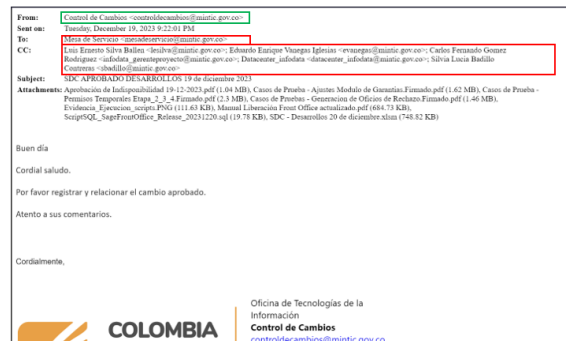 From: Control de Cambios <controldecambios@mintic.gov.co>
Sent on: Tuesday, December 19, 2023 9:22:01 PM
To: Mesa de Servicio <mesadeservicio@mintic.gov.co>
CC: Luis Ernesto Silva Ballen <lesilva@mintic.gov.co>; Eduardo Enrique Vanegas Iglesias <evanegas@mintic.gov.co>; Carlos Fernando Gomez
Rodriguez <infodata_gerenteproyecto@mintic.gov.co>; Datacenter_infodata <datacenter_infodata@mintic.gov.co>; Silvia Lucia Badillo
Contreras <sbadillo@mintic.gov.co>
Subject: SDC APROBADO DESARROLLOS 19 de diciembre 2023
Attachments: Aprobación de Indisponibilidad 19-12-2023.pdf (1.04 MB), Casos de Prueba - Ajustes Modulo de Garantias.Firmado.pdf (1.62 MB), Casos de Prueba -
Permisos Temporales Etapa_2_3_4.Firmado.pdf (2.3 MB), Casos de Pruebas - Generacion de Oficios de Rechazo.Firmado.pdf (1.46 MB),
Evidencia_Ejecucion_scripts.PNG (111.63 KB), Manual Liberación Front Office actualizado.pdf (684.73 KB),
ScriptSQL_SageFrontOffice_Release_20231220.sql (19.78 KB), SDC - Desarrollos 20 de diciembre.xlsm (748.82 KB)
Buen día
Cordial saludo.
Por favor registrar y relacionar el cambio aprobado.
Atento a sus comentarios.
Cordialmente,
COLOMBIA
Oficina de Tecnologías de la
Información
Control de Cambios
controldecambios@mintic.gov.co